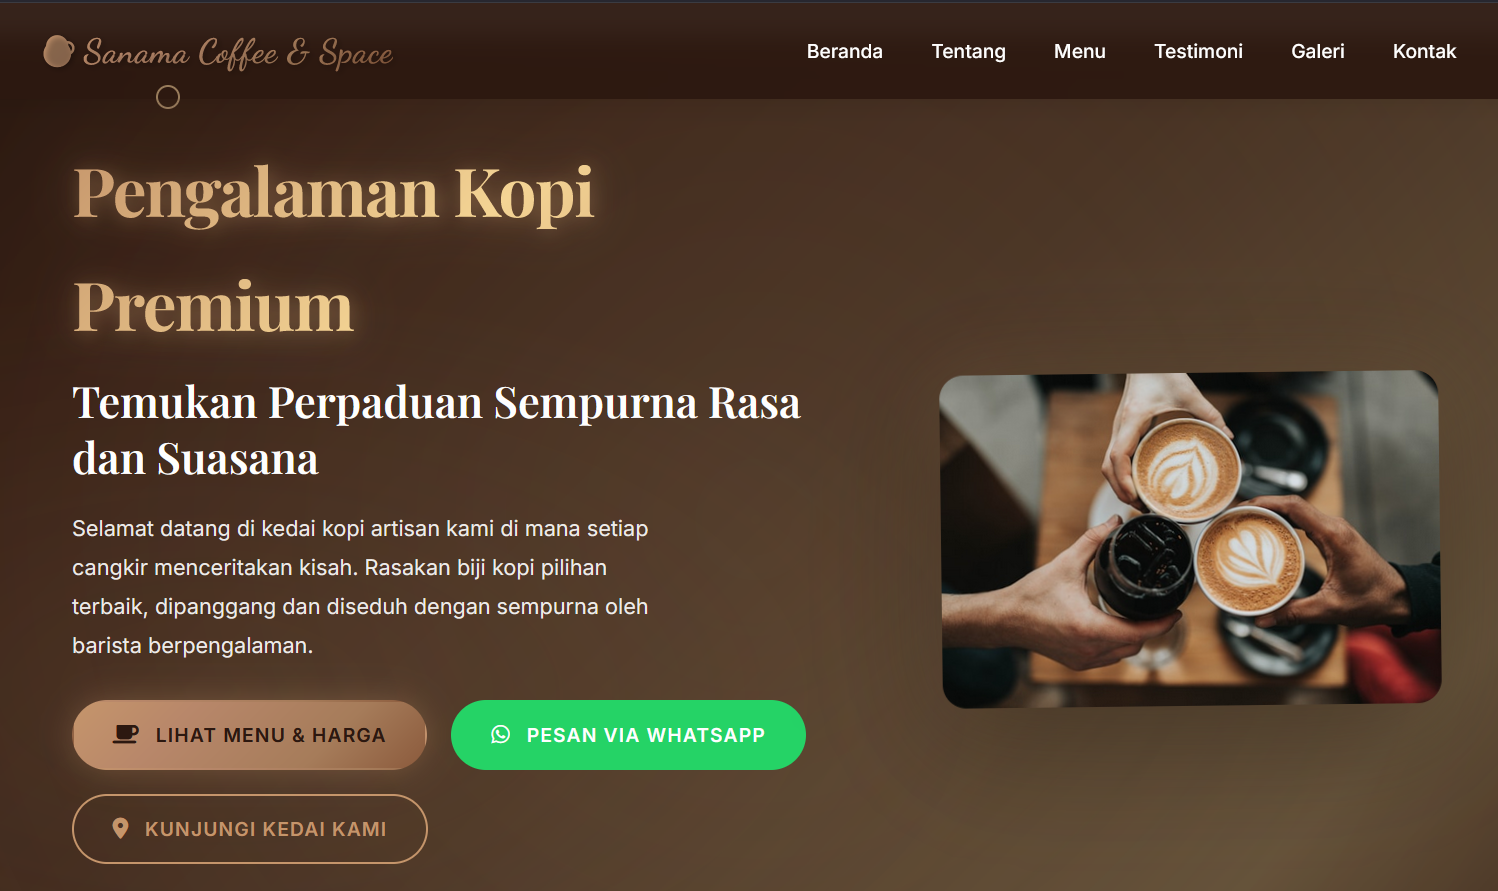 Sanama Coffee & Space
Beranda Tentang Menu Testimoni Galeri Kontak
Pengalaman Kopi
Premium
Temukan Perpaduan Sempurna Rasa
dan Suasana
Selamat datang di kedai kopi artisan kami di mana setiap
cangkir menceritakan kisah. Rasakan biji kopi pilihan
terbaik, dipanggang dan diseduh dengan sempurna oleh
barista berpengalaman.
LIHAT MENU & HARGA
PESAN VIA WHATSAPP
KUNJUNGI KEDAI KAMI